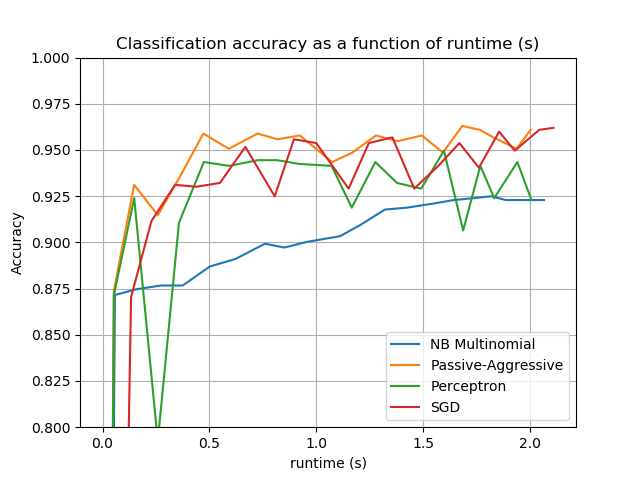 Classification accuracy as a function of runtime (s)
1.000
0.975
0.950
0.925
0.900
0.875
0.850
0.825
0.800
Accuracy
NB Multinomial
Passive-Aggressive
Perceptron
SGD
0.0 0.5 1.0 1.5 2.0
runtime (s)